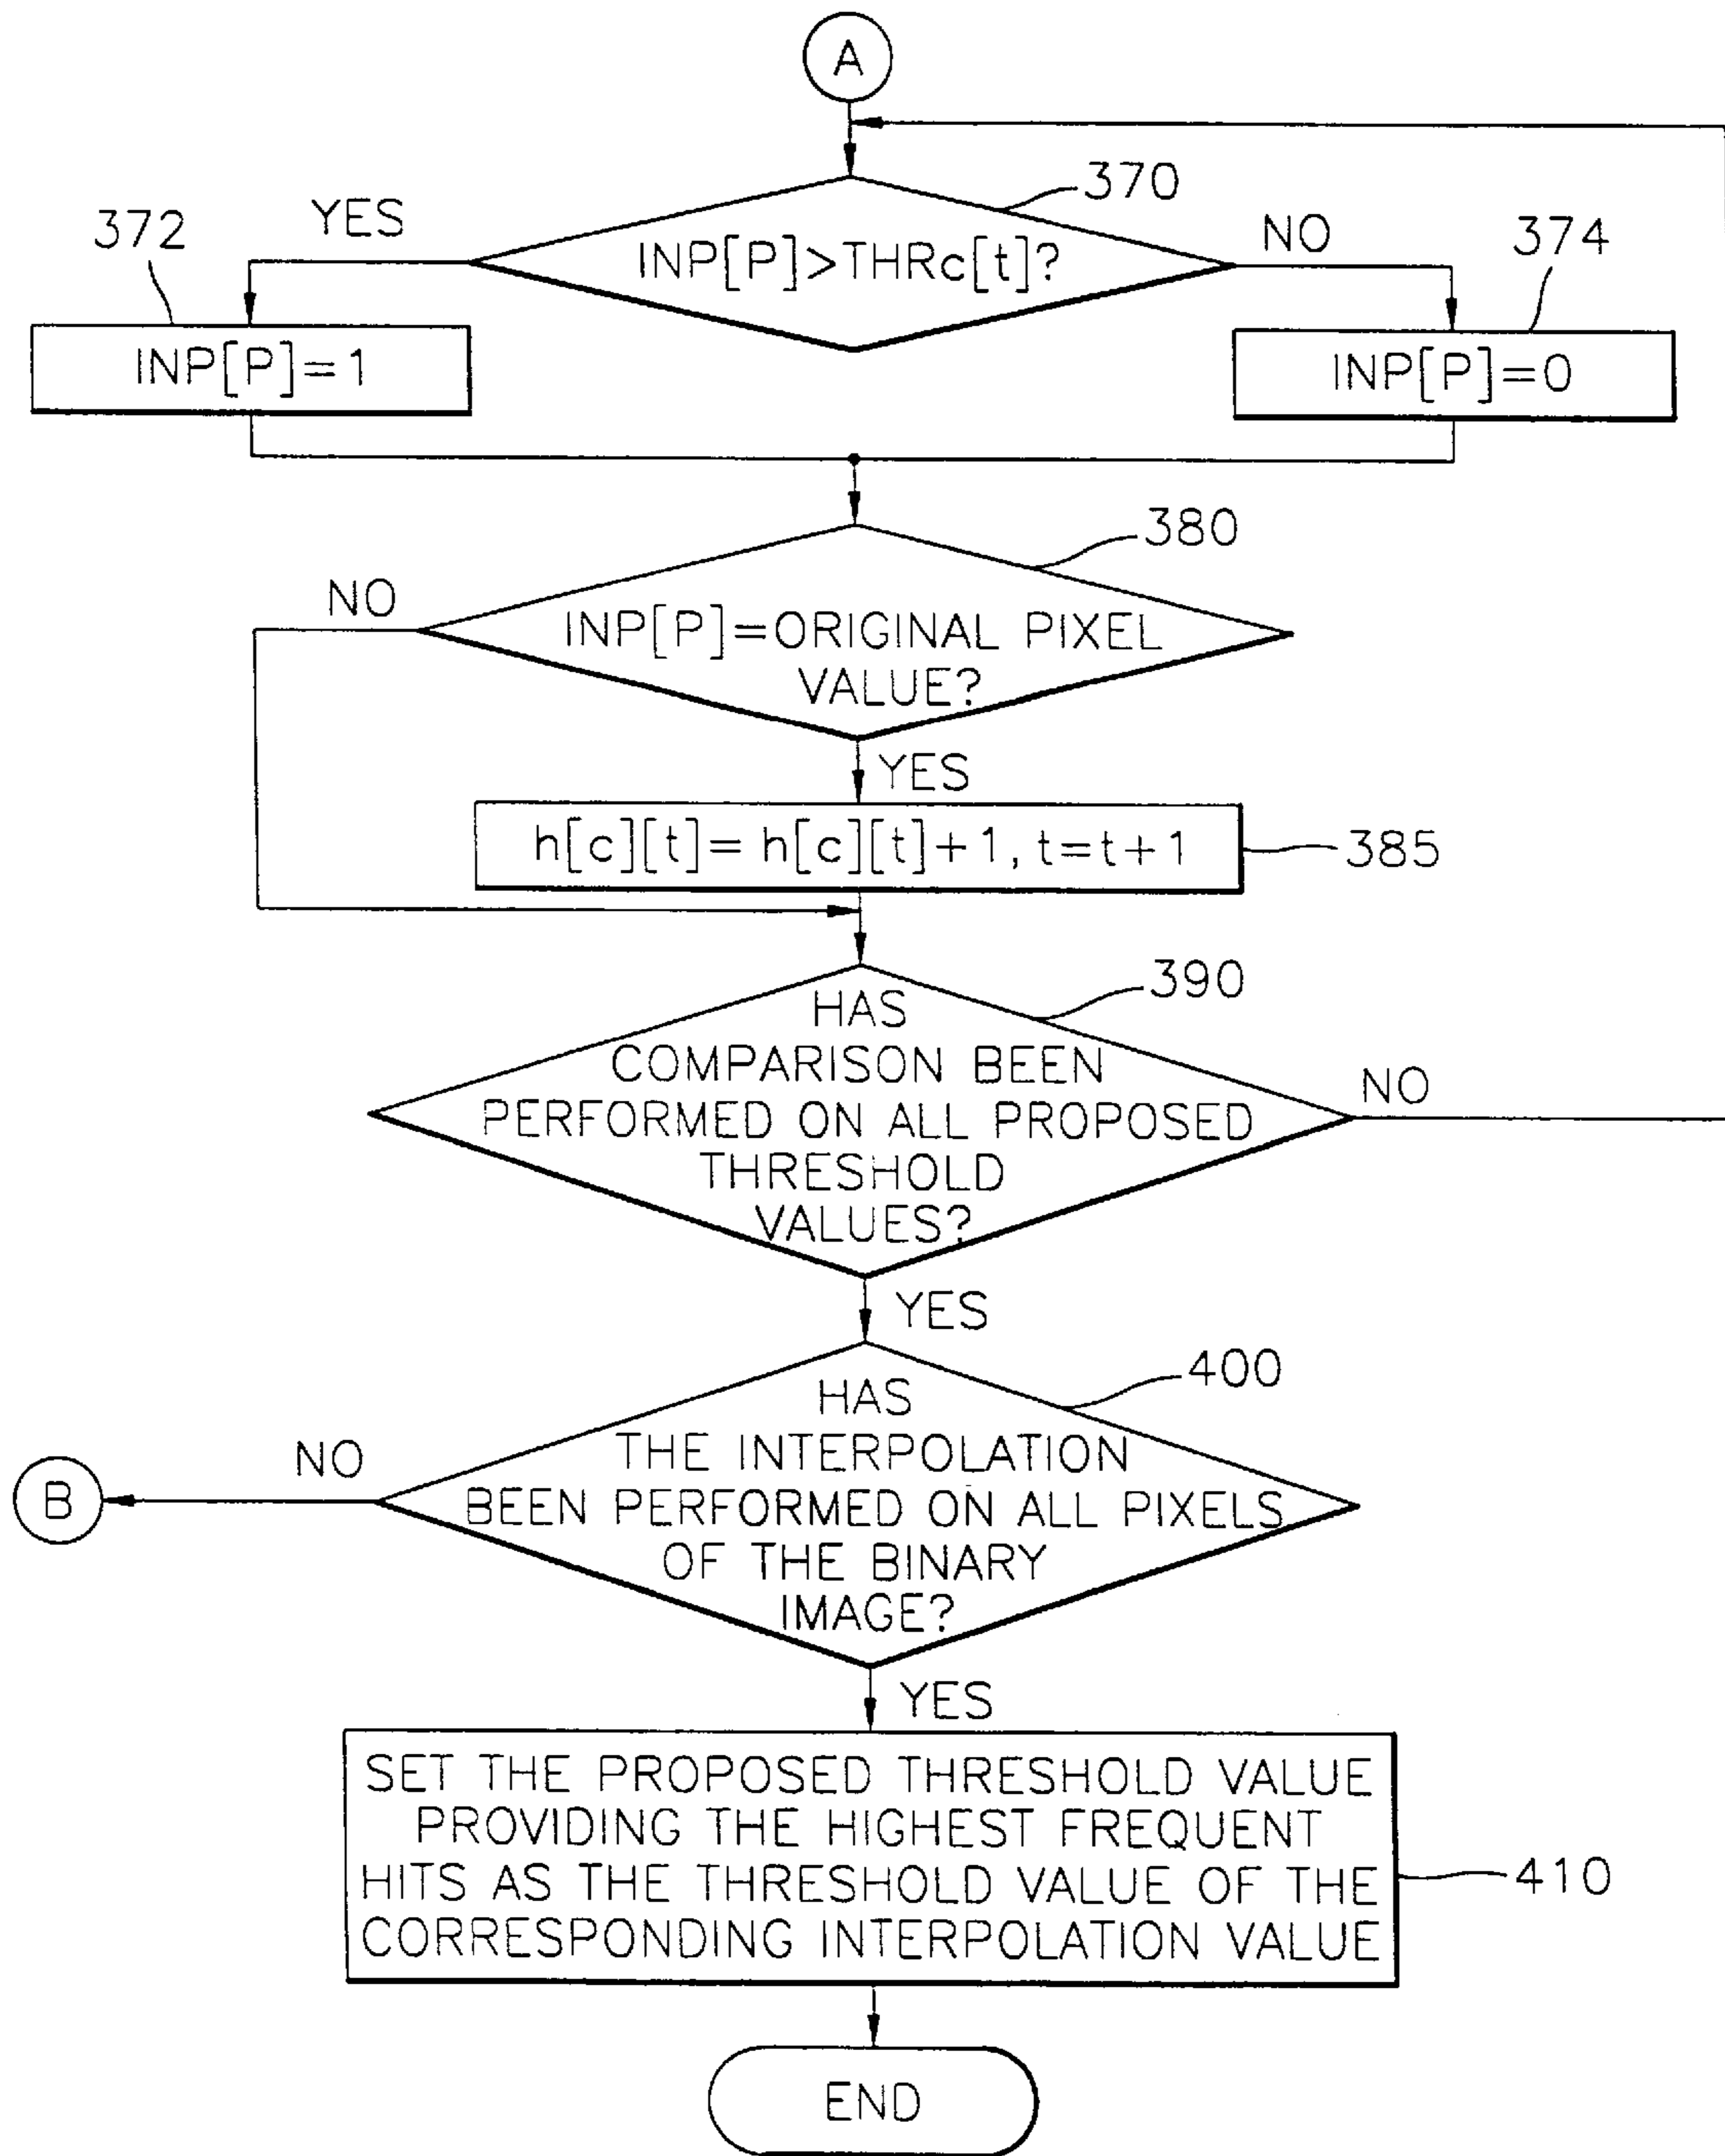 A
370
YES
372
NO
374
INP[P]>THRc[t]?
INP[P]=1
INP[P]=0
380
NO
INP[P]=ORIGINAL PIXEL
VALUE?
YES
h[c][t]= h[c][t]+1, t=t+1
385
390
HAS
COMPARISON BEEN
PERFORMED ON ALL PROPOSED
THRESHOLD
VALUES?
NO
YES
400
HAS
THE INTERPOLATION
BEEN PERFORMED ON ALL PIXELS
OF THE BINARY
IMAGE?
NO
B
YES
SET THE PROPOSED THRESHOLD VALUE
PROVIDING THE HIGHEST FREQUENT
HITS AS THE THRESHOLD VALUE OF THE
CORRESPONDING INTERPOLATION VALUE
410
END